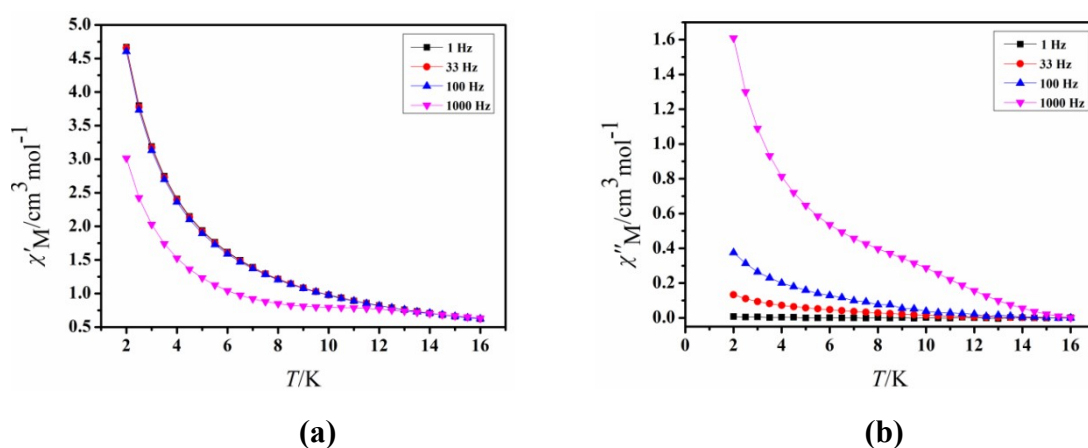 5.0
4.5
4.0
3.5
3.0
2.5
2.0
1.5
1.0
0.5
χ′M/cm³mol⁻¹
1 Hz
33 Hz
100 Hz
1000 Hz
2 4 6 8 10 12 14 16
T/K
(a)
1.6
1.4
1.2
1.0
0.8
0.6
0.4
0.2
0.0
χ″M/cm³mol⁻¹
1 Hz
33 Hz
100 Hz
1000 Hz
0 2 4 6 8 10 12 14 16
T/K
(b)